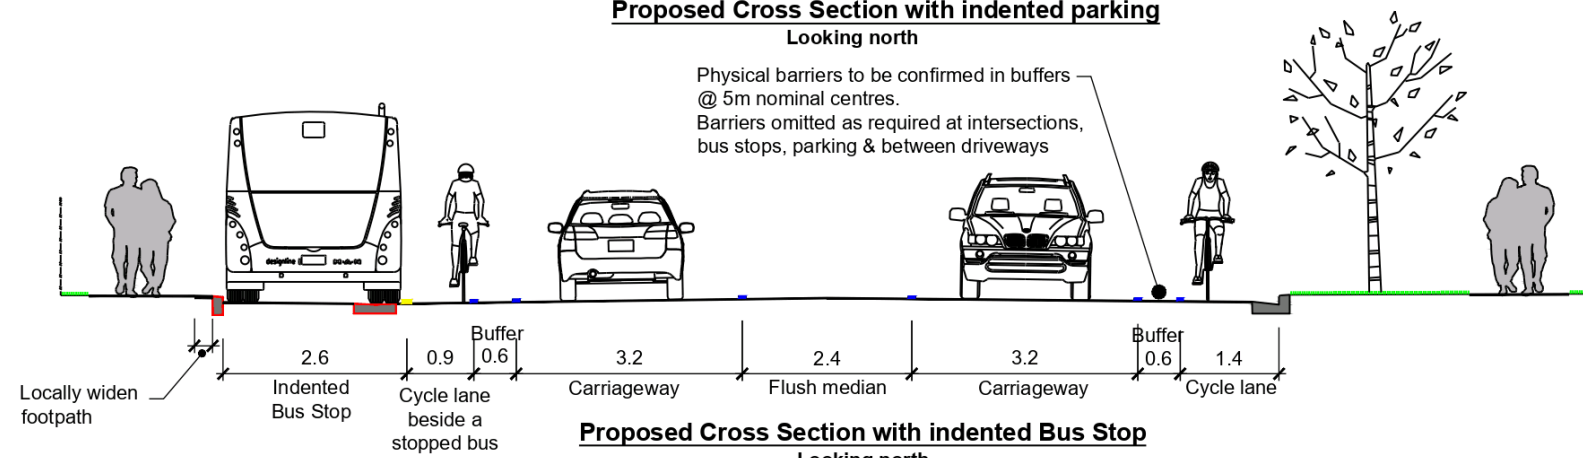 Proposed Cross Section with indented parking
Looking north
Physical barriers to be confirmed in buffers
@ 5m nominal centres.
Barriers omitted as required at intersections,
bus stops, parking & between driveways
designline
Buffer
Buffer
2.6
0.9
0.6
3.2
2.4
3.2
0.6
1.4
Locally widen
footpath
Indented
Bus Stop
Cycle lane
beside a
stopped bus
Carriageway
Flush median
Carriageway
Cycle lane
Proposed Cross Section with indented Bus Stop
Looking north